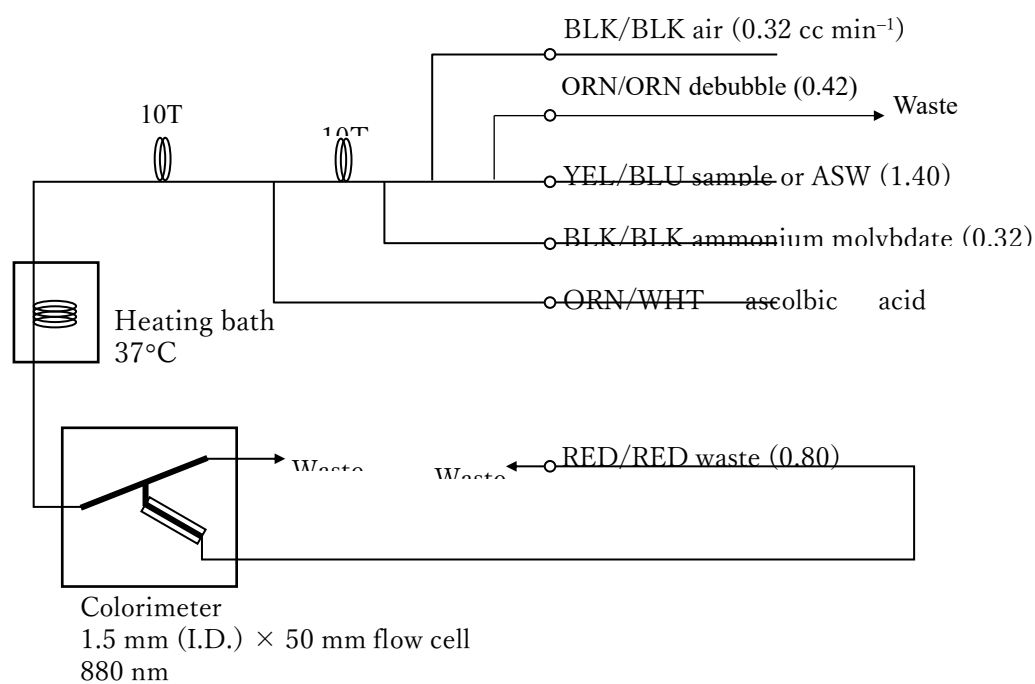 BLK/BLK air (0.32 cc min⁻¹)
ORN/ORN debubble (0.42)
Waste
10T
10T
YEL/BLU sample or ASW (1.40)
BLK/BLK ammonium molybdate (0.32)
ORN/WHT ascolbic acid
Heating bath
37°C
Waste
Waste
RED/RED waste (0.80)
Colorimeter
1.5 mm (I.D.) × 50 mm flow cell
880 nm